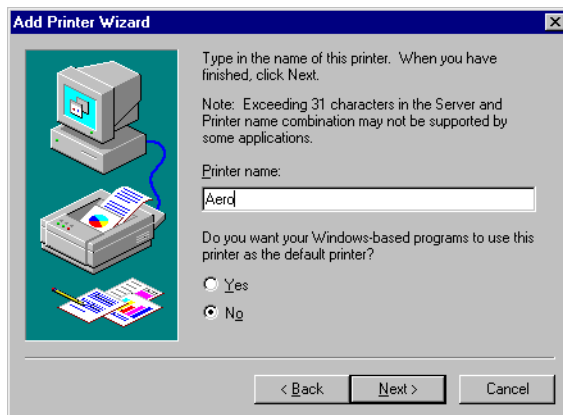 Add Printer Wizard
Type in the name of this printer. When you have
finished, click Next.
Note: Exceeding 31 characters in the Server and
Printer name combination may not be supported by
some applications.
Printer name:
Aero
Do you want your Windows-based programs to use this
printer as the default printer?
Yes
No
< Back
Next >
Cancel